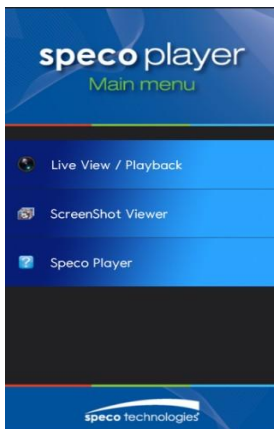 speco player
Main menu
Live View / Playback
ScreenShot Viewer
Speco Player
speco technologies